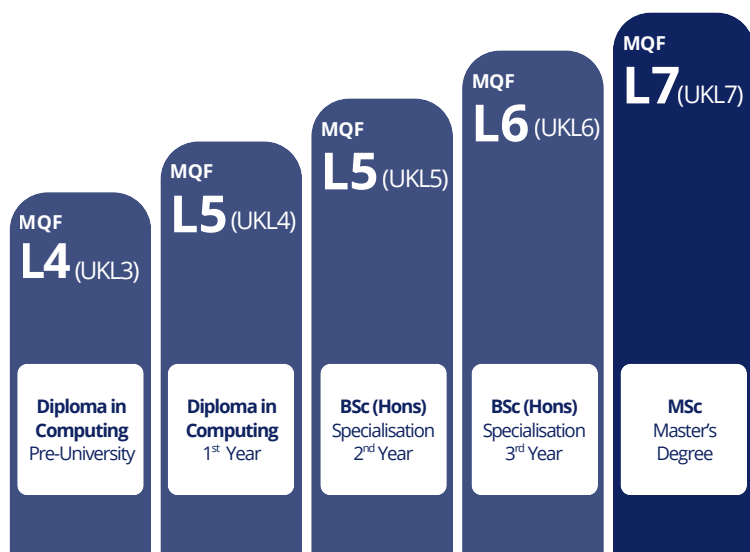 MQF
L4 (UKL3)
Diploma in
Computing
Pre-University
MQF
L5 (UKL4)
Diploma in
Computing
1st Year
MQF
L5 (UKL5)
BSc (Hons)
Specialisation
2nd Year
MQF
L6 (UKL6)
BSc (Hons)
Specialisation
3rd Year
MQF
L7 (UKL7)
MSc
Master's
Degree